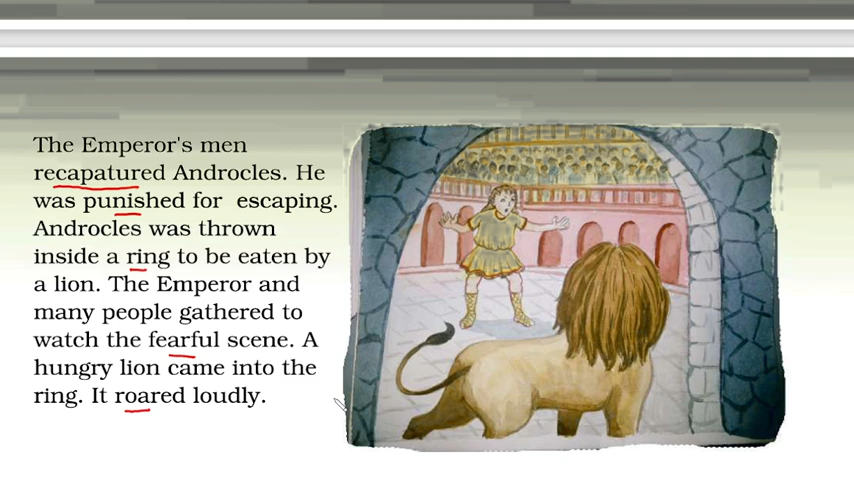 The Emperor's men
recapatured Androcles. He
was punished for escaping.
Androcles was thrown
inside a ring to be eaten by
a lion. The Emperor and
many people gathered to
watch the fearful scene. A
hungry lion came into the
ring. It roared loudly.